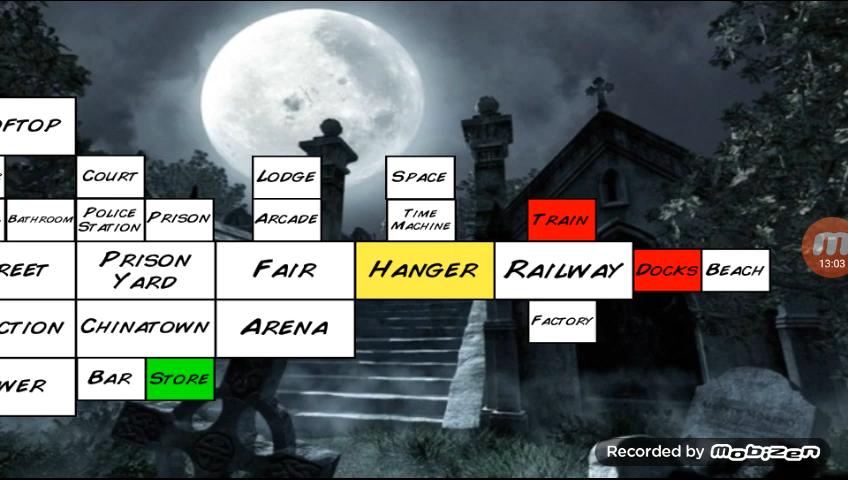 OFTOP
COURT
LODGE
SPACE
BATHROOM
POLICE
STATION
PRISON
ARCADE
TIME
MACHINE
TRAIN
REET
PRISON
YARD
FAIR
HANGER
RAILWAY
DOCKS
BEACH
13:03
CTION
CHINATOWN
ARENA
FACTORY
WER
BAR
STORE
Recorded by mobizen